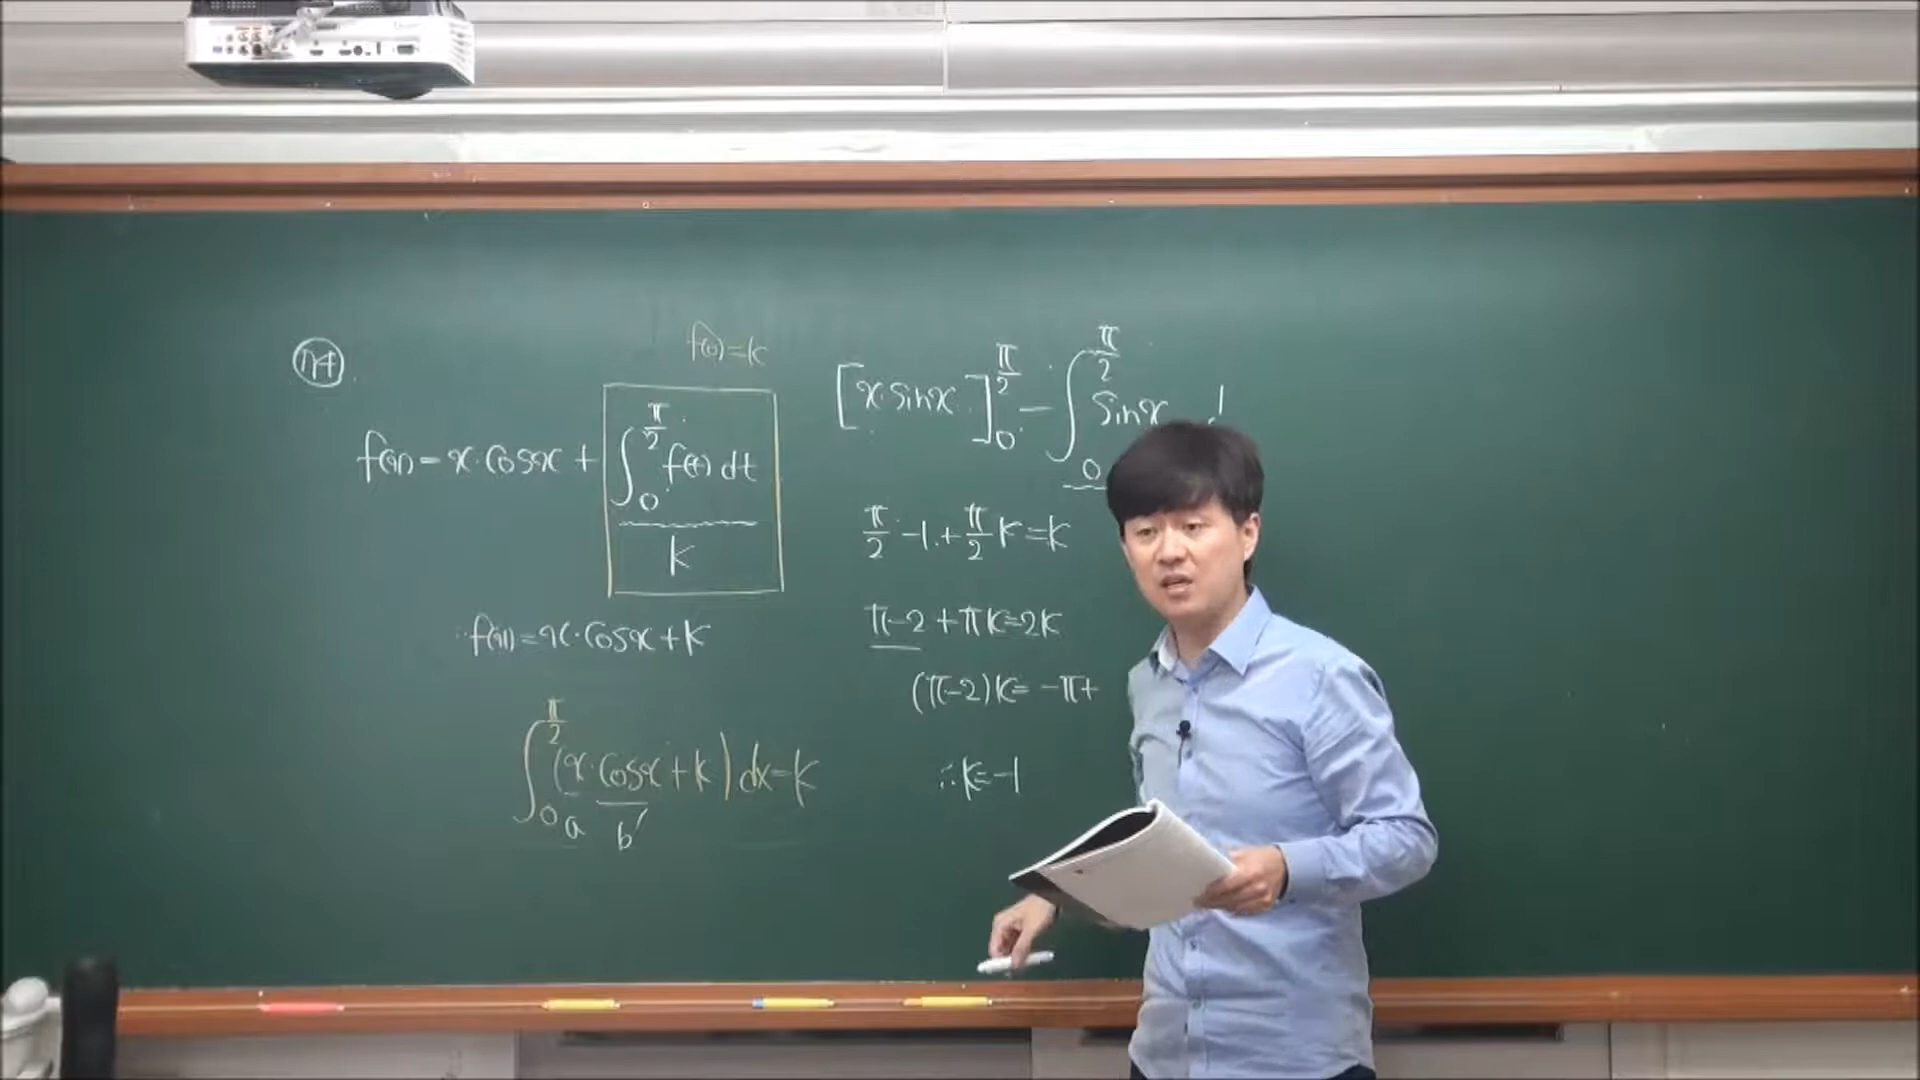 174
f(0)=k
f(x)=x·cosx+∫₀^{π/2} f(t)dt
k
f(x)=x·cosx+k
∫₀^{π/2}(x·cosx+k)dx=k
a b′
[x·sinx]₀^{π/2}-∫₀^{π/2} sinx
π/2-1+π/2k=k
π-2+πk=2k
(π-2)k=-π+
∴k=-1